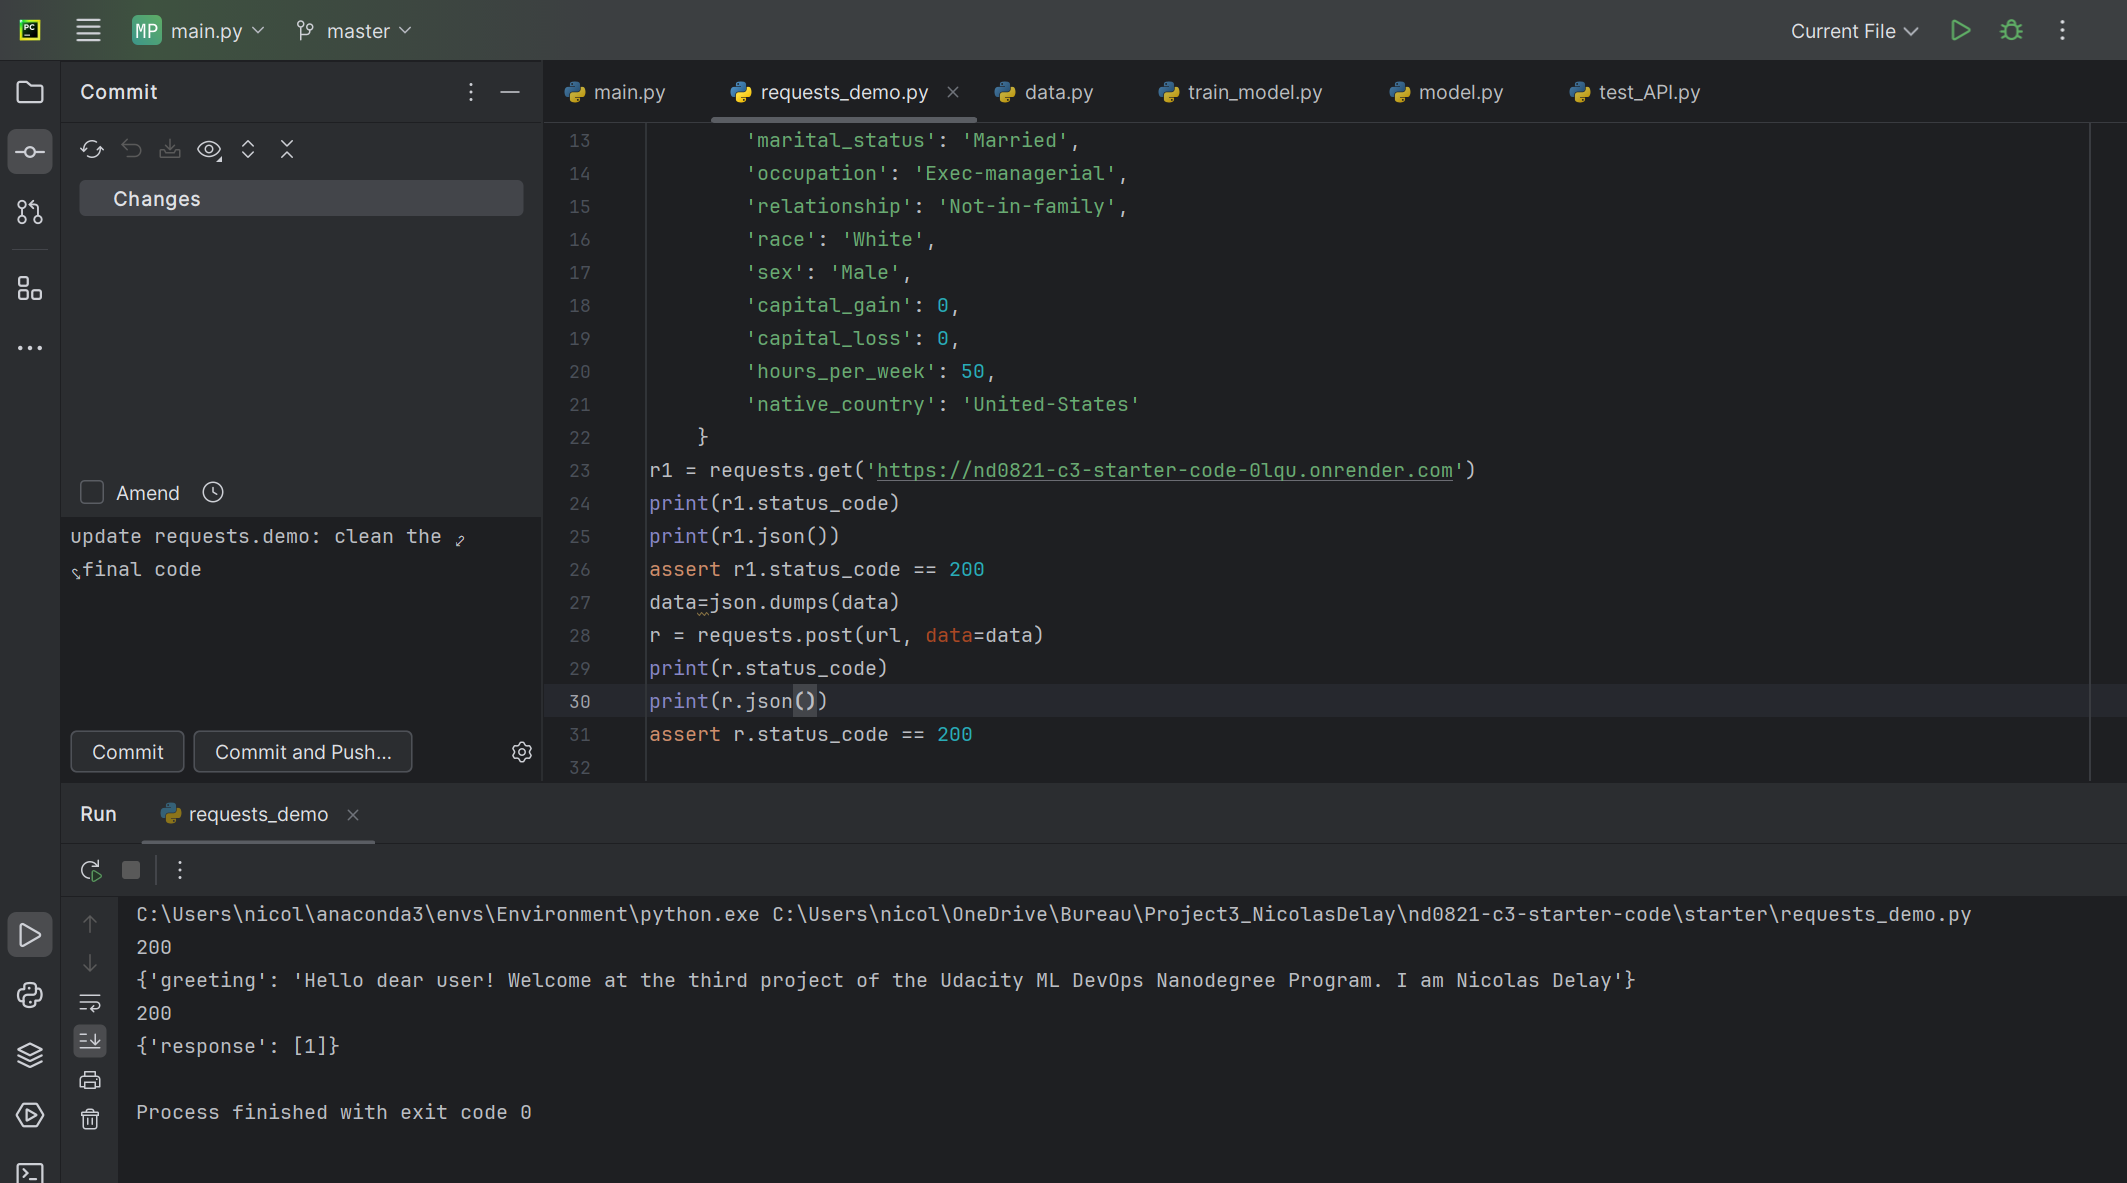 PC
MP main.py
master
Current File
Commit
main.py
requests_demo.py
data.py
train_model.py
model.py
test_API.py
Changes
Amend
update requests.demo: clean the
final code
Commit
Commit and Push...
13 'marital_status': 'Married',
14 'occupation': 'Exec-managerial',
15 'relationship': 'Not-in-family',
16 'race': 'White',
17 'sex': 'Male',
18 'capital_gain': 0,
19 'capital_loss': 0,
20 'hours_per_week': 50,
21 'native_country': 'United-States'
22 }
23 r1 = requests.get('https://nd0821-c3-starter-code-0lqu.onrender.com')
24 print(r1.status_code)
25 print(r1.json())
26 assert r1.status_code == 200
27 data=json.dumps(data)
28 r = requests.post(url, data=data)
29 print(r.status_code)
30 print(r.json())
31 assert r.status_code == 200
32
Run
requests_demo
C:\Users\nicol\anaconda3\envs\Environment\python.exe C:\Users\nicol\OneDrive\Bureau\Project3_NicolasDelay\nd0821-c3-starter-code\starter\requests_demo.py
200
{'greeting': 'Hello dear user! Welcome at the third project of the Udacity ML DevOps Nanodegree Program. I am Nicolas Delay'}
200
{'response': [1]}
Process finished with exit code 0